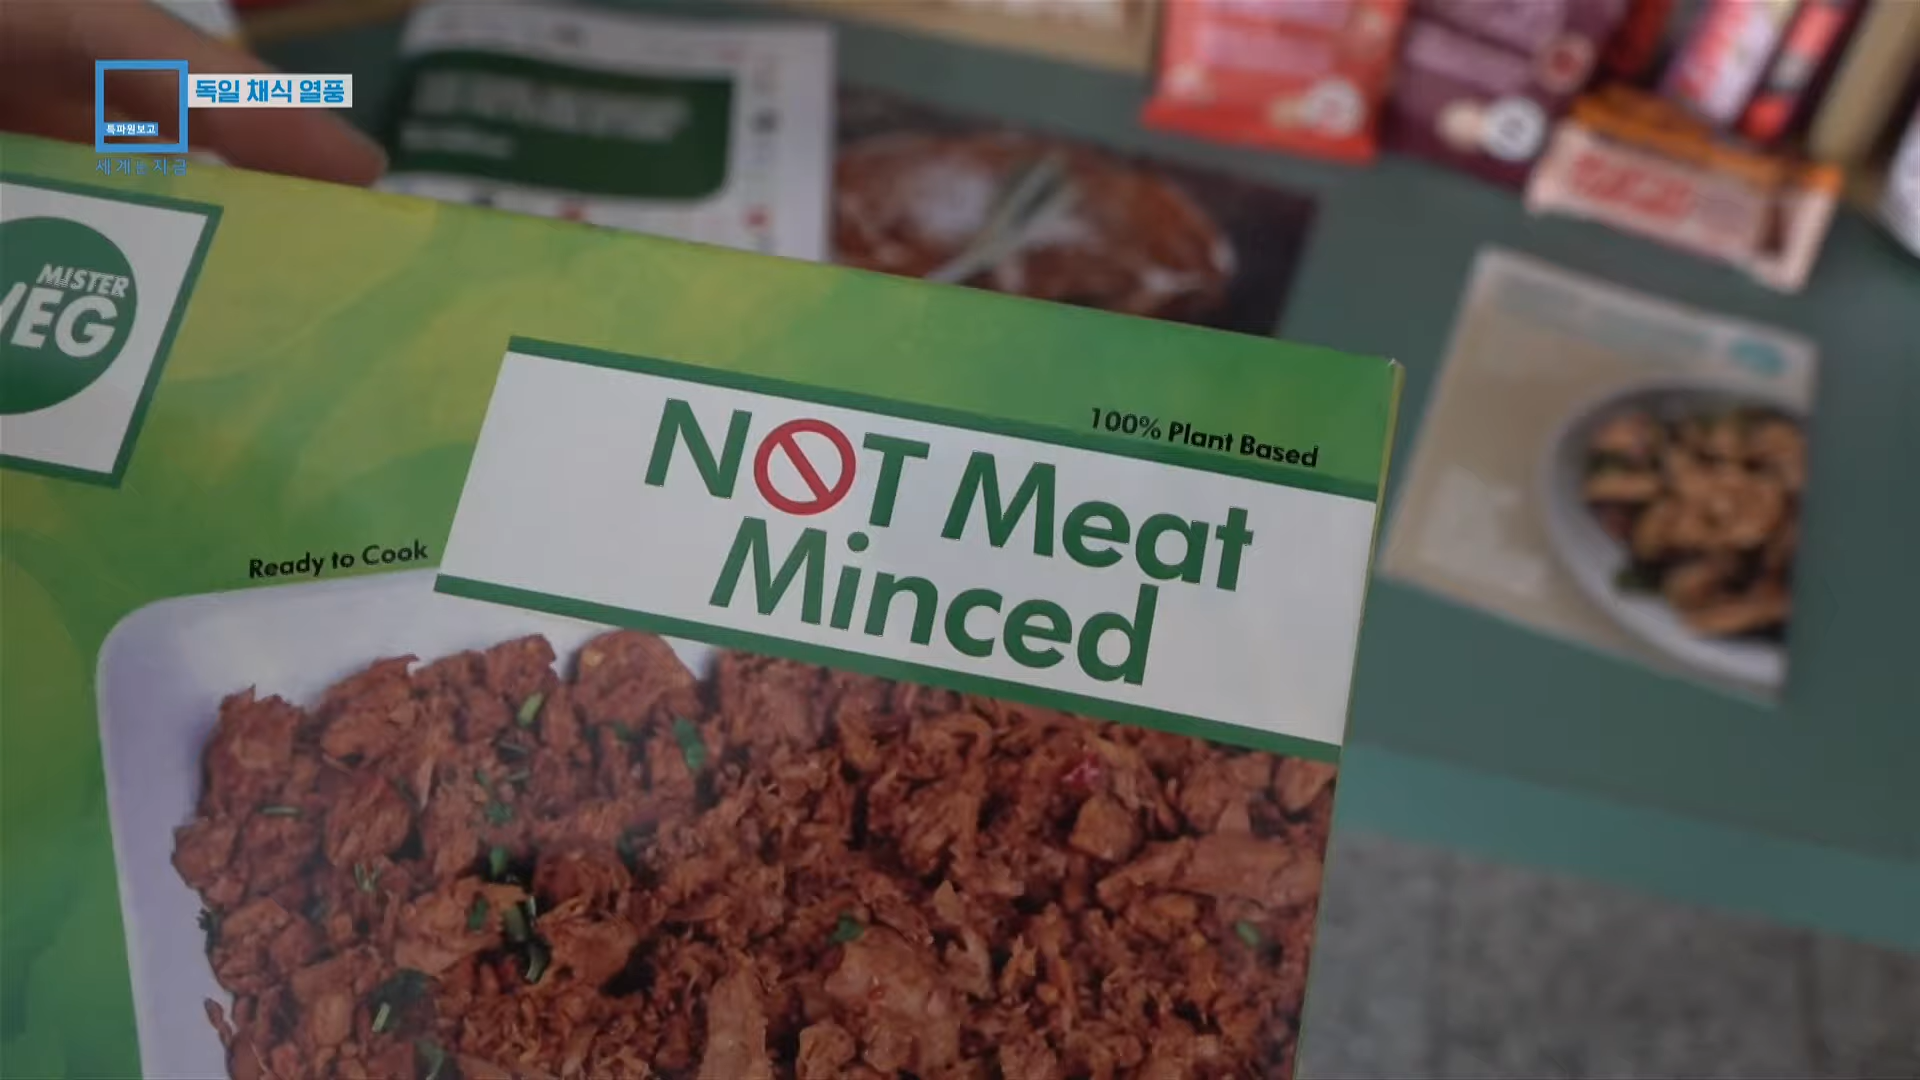 독일 채식 열풍
특파원보고
세계는 지금
MISTER
VEG
100% Plant Based
NOT Meat
Minced
Ready to Cook